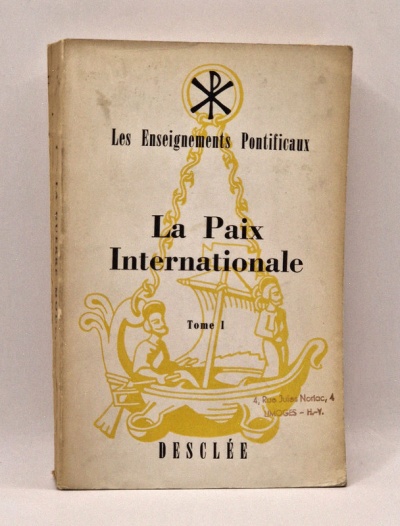 Les Enseignements Pontificaux
La Paix
Internationale
Tome I
4, Rue Jules Noriac, 4
LIMOGES - H.-V.
DESCLÉE